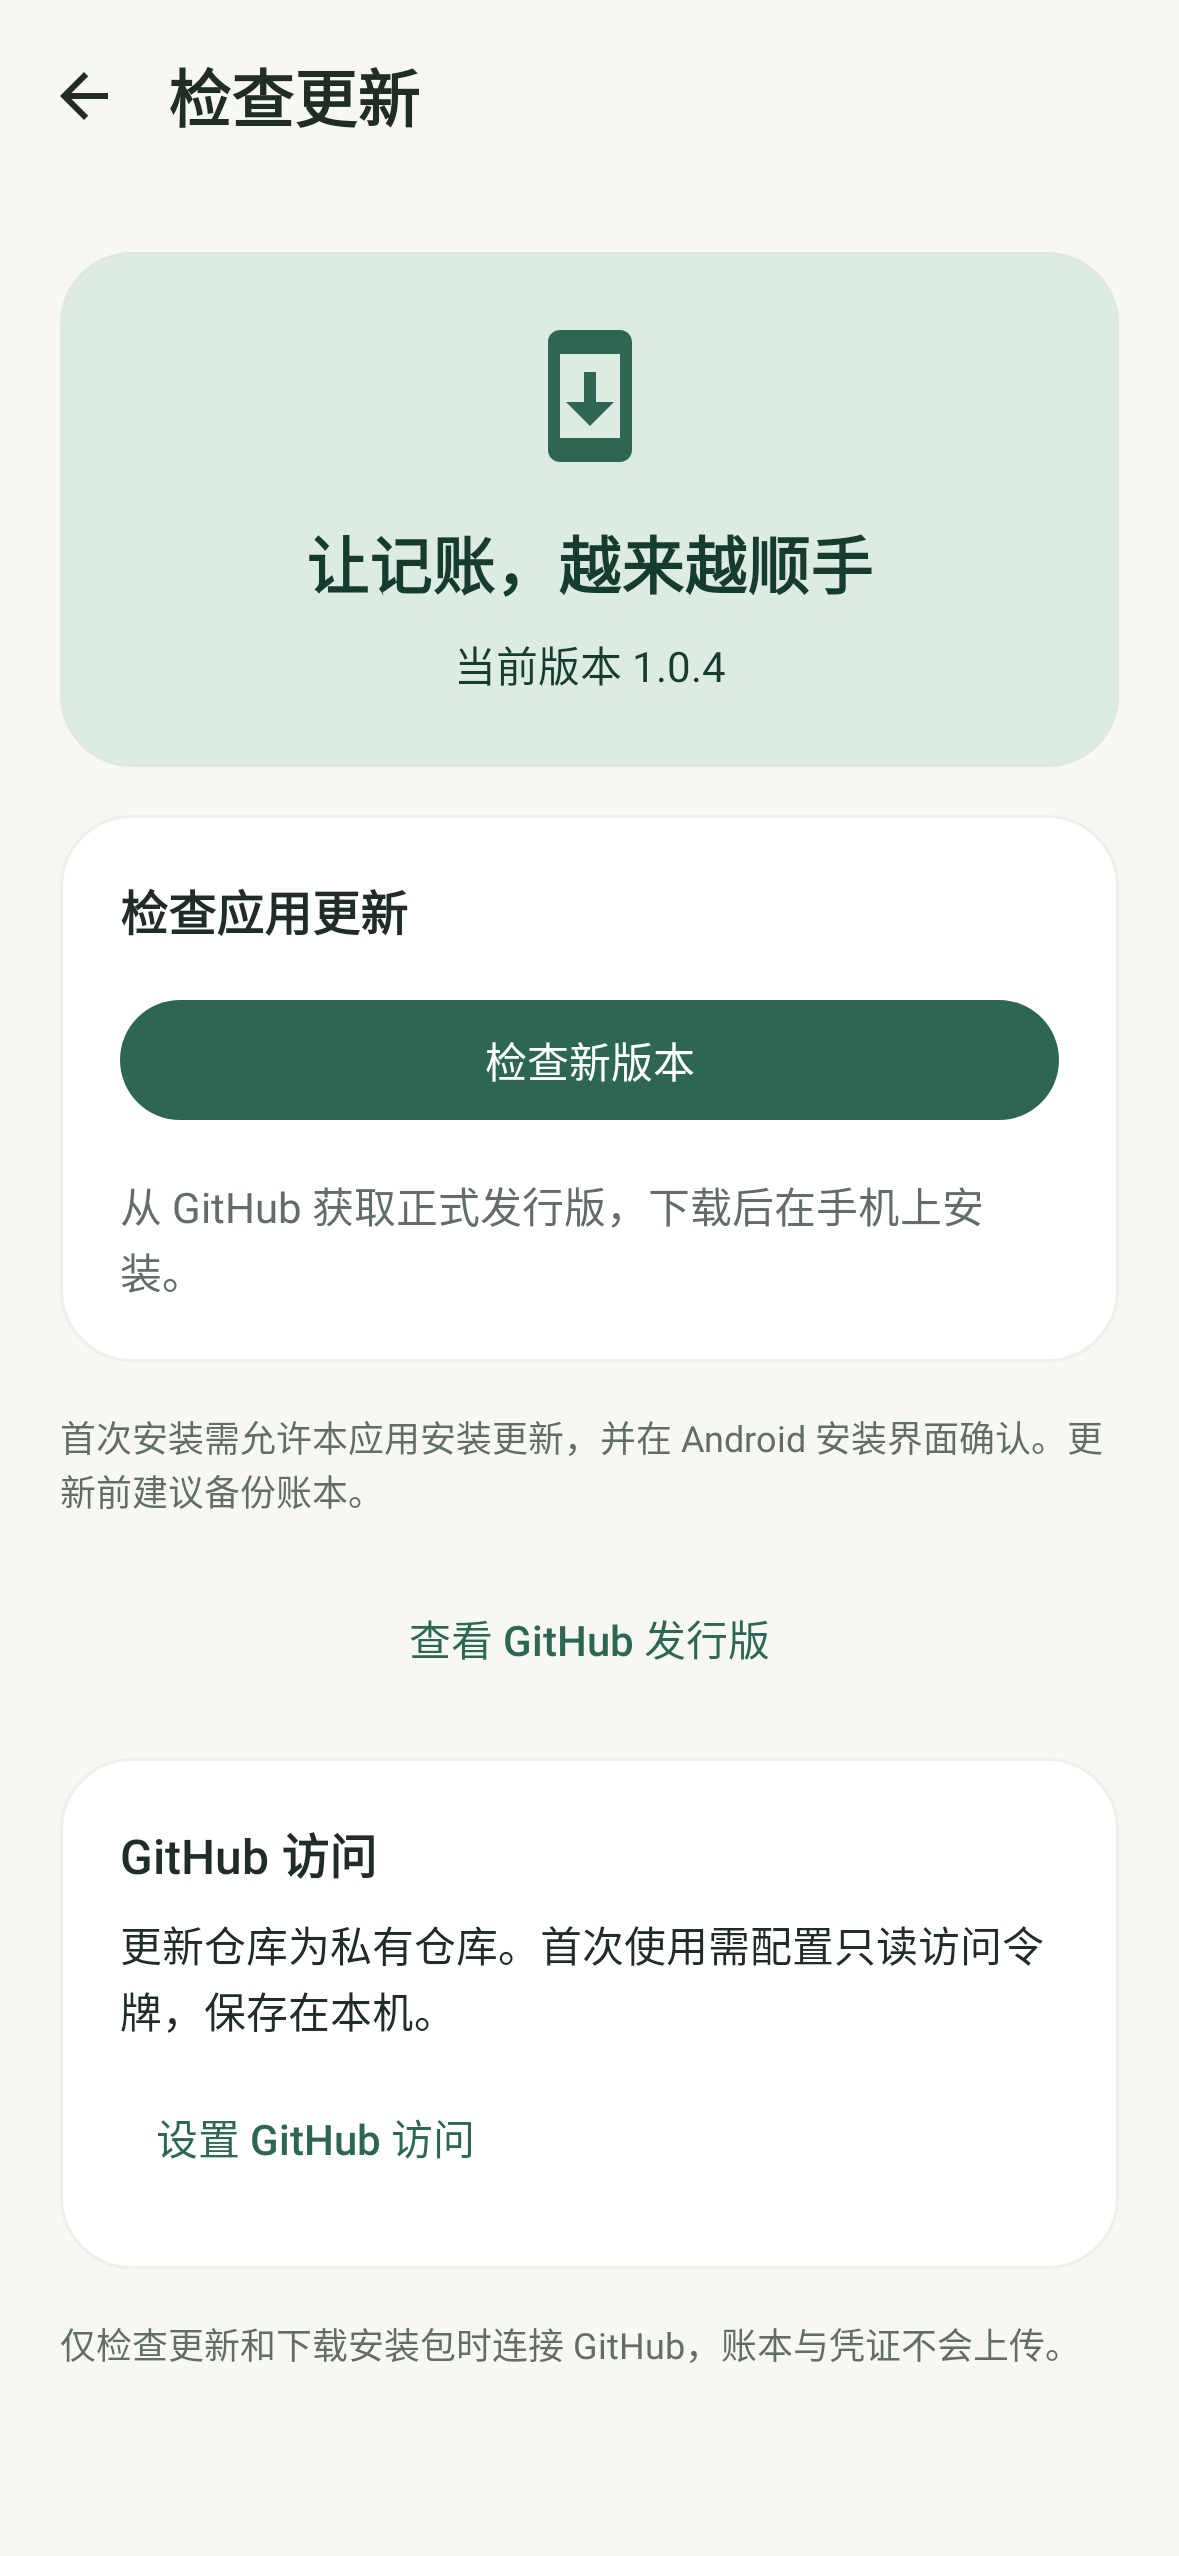 检查更新
让记账，越来越顺手
当前版本 1.0.4
检查应用更新
检查新版本
从 GitHub 获取正式发行版，下载后在手机上安
装。
首次安装需允许本应用安装更新，并在 Android 安装界面确认。更
新前建议备份账本。
查看 GitHub 发行版
GitHub 访问
更新仓库为私有仓库。首次使用需配置只读访问令
牌，保存在本机。
设置 GitHub 访问
仅检查更新和下载安装包时连接 GitHub，账本与凭证不会上传。